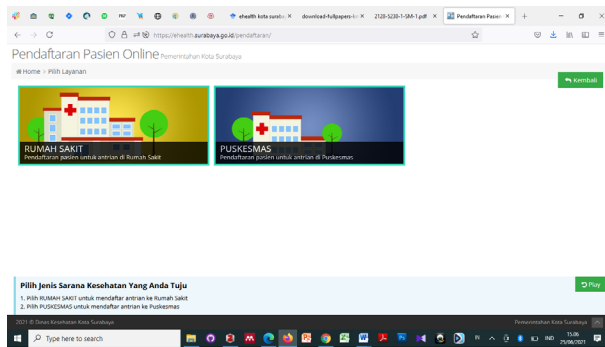 ehealth kota surab
download-fullpapers-kr
2128-5238-1-SM-1.pdf
Pendaftaran Pasien
https://ehealth.surabaya.go.id/pendaftaran/
Pendaftaran Pasien Online Pemerintahan Kota Surabaya
Home > Pilih Layanan
Kembali
RUMAH SAKIT
Pendaftaran pasien untuk antrian di Rumah Sakit
PUSKESMAS
Pendaftaran pasien untuk antrian di Puskesmas
Pilih Jenis Sarana Kesehatan Yang Anda Tuju
Play
1. Pilih RUMAH SAKIT untuk mendaftar antrian ke Rumah Sakit
2. Pilih PUSKESMAS untuk mendaftar antrian ke Puskesmas
2021 © Dinas Kesehatan Kota Surabaya
Pemerintahan Kota Surabaya
Type here to search
IND
15.06
25/08/2021